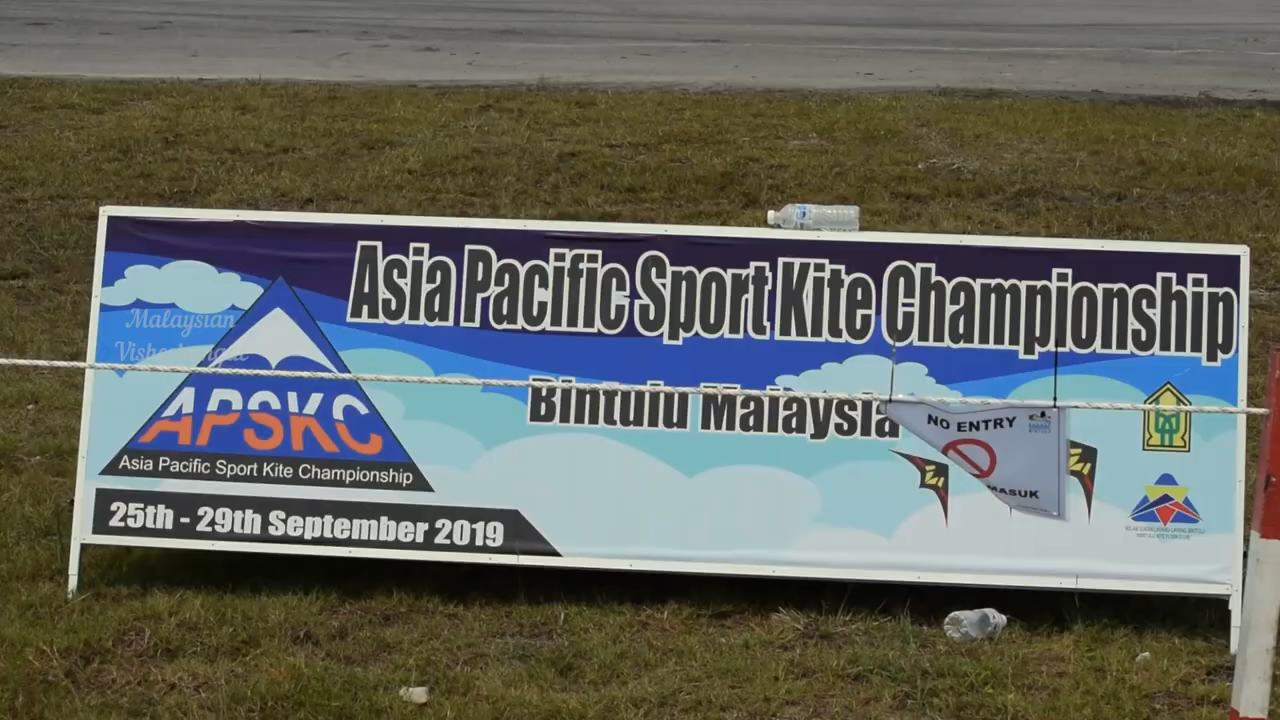 Asia Pacific Sport Kite Championship
Malaysian
Bintulu Malaysia
APSKC
NO ENTRY
Asia Pacific Sport Kite Championship
MASUK
25th - 29th September 2019